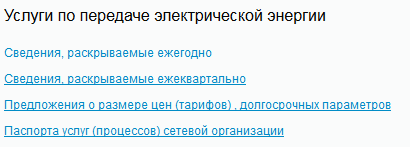 Услуги по передаче электрической энергии
Сведения, раскрываемые ежегодно
Сведения, раскрываемые ежеквартально
Предложения о размере цен (тарифов) , долгосрочных параметров
Паспорта услуг (процессов) сетевой организации